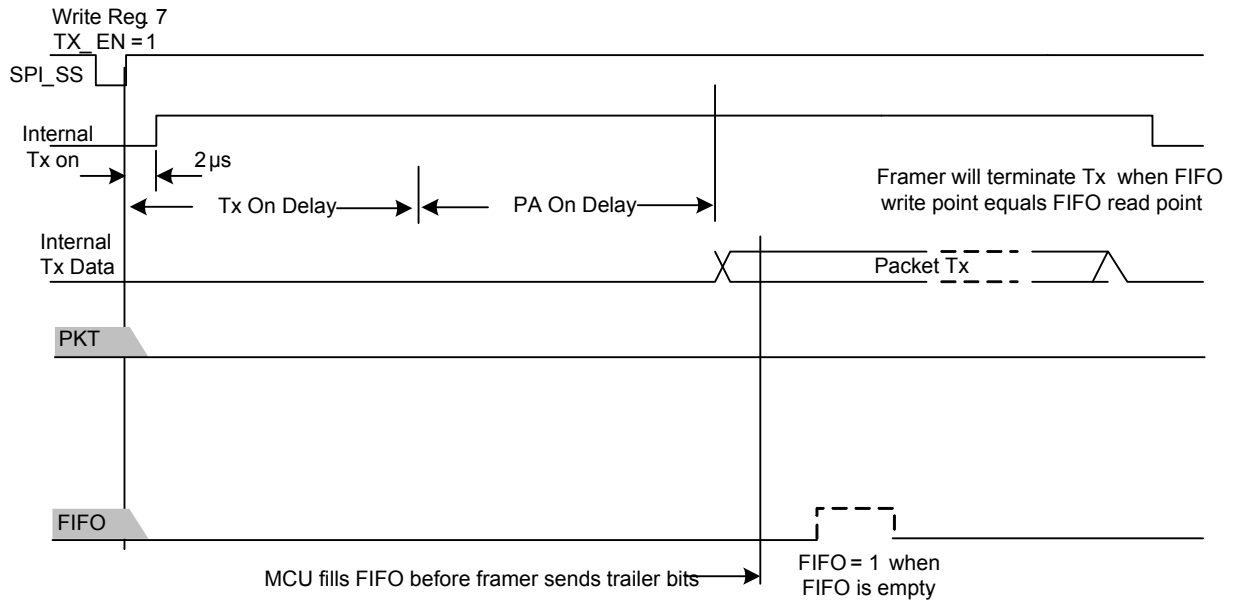 Write Reg. 7
TX_EN =1
SPI_SS
Internal
Tx on
2 µs
Framer will terminate Tx when FIFO
write point equals FIFO read point
Tx On Delay
PA On Delay
Internal
Tx Data
Packet Tx
PKT
FIFO
MCU fills FIFO before framer sends trailer bits
FIFO = 1 when
FIFO is empty